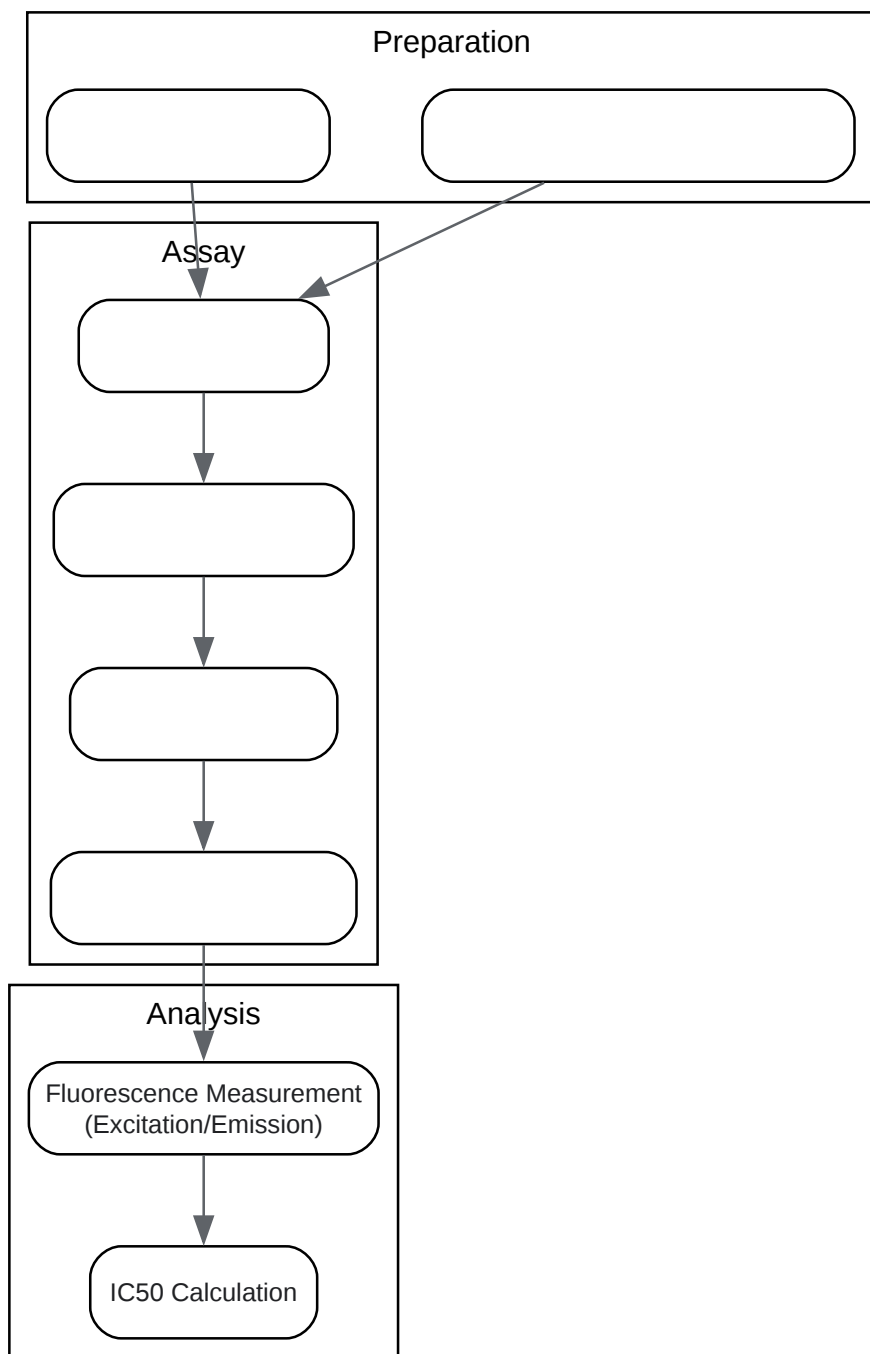 Preparation
Assay
Analysis
Fluorescence Measurement
(Excitation/Emission)
IC50 Calculation